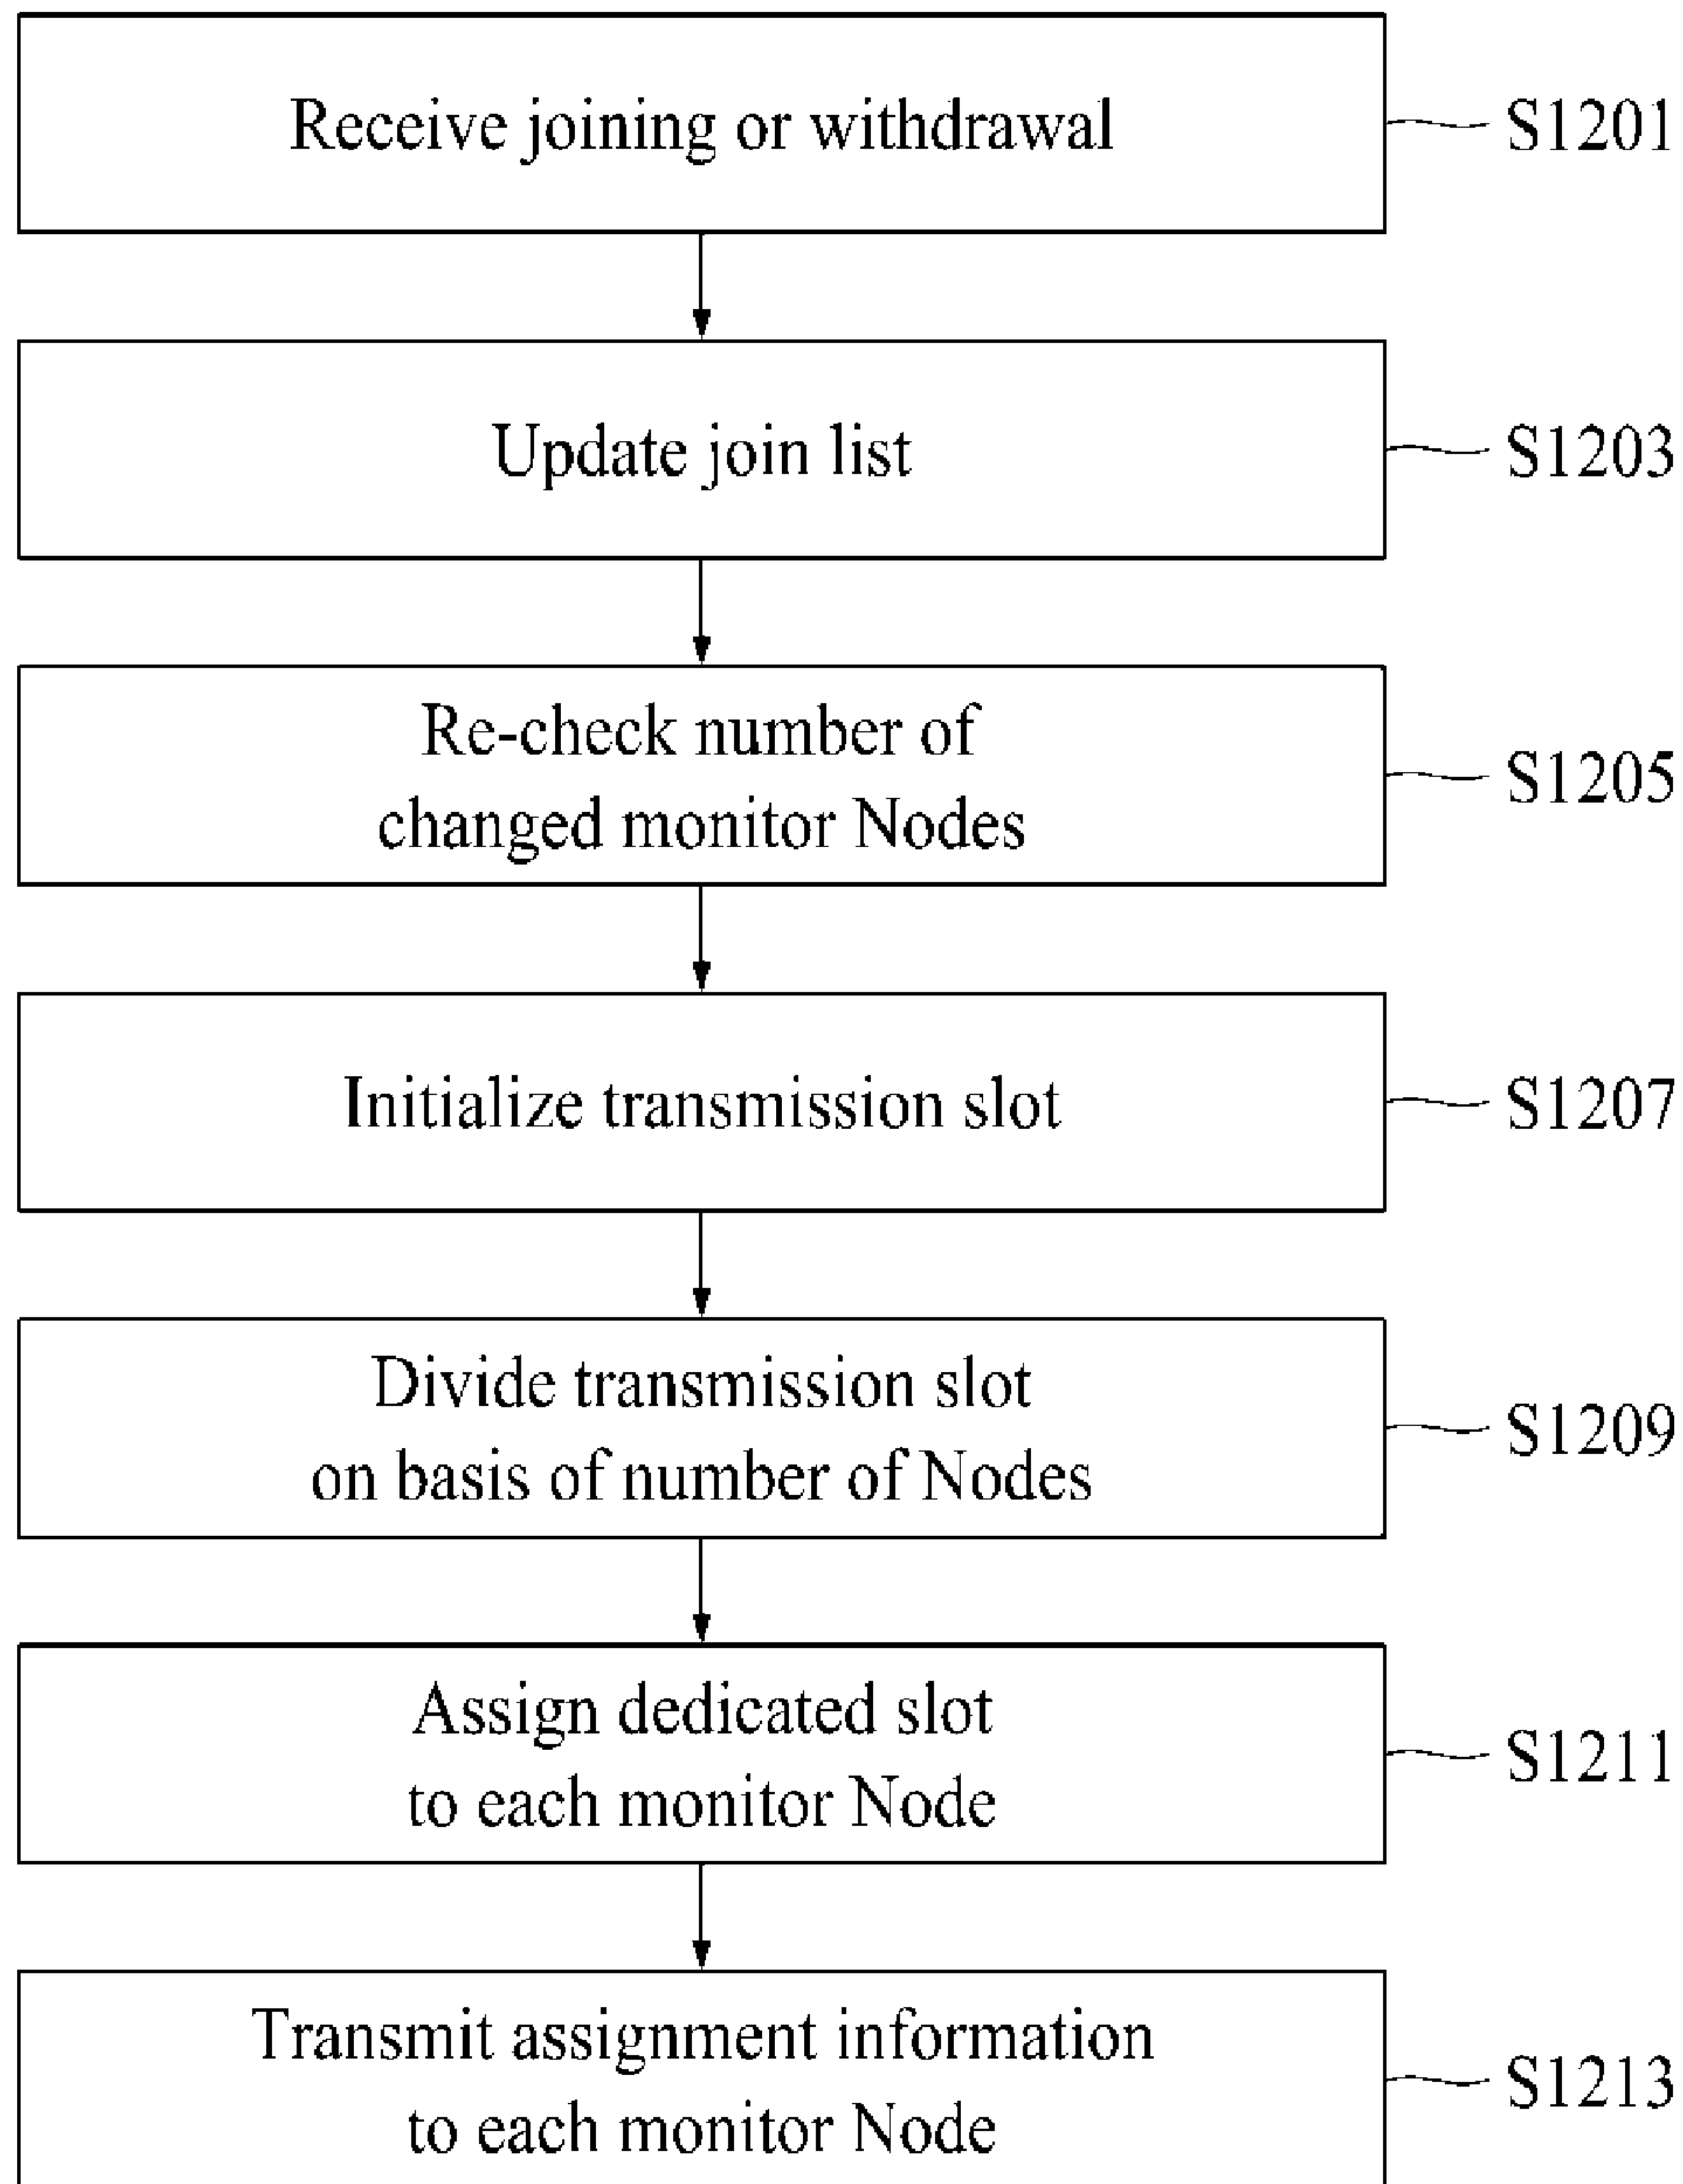 Receive joining or withdrawal
S1201
Update join list
S1203
Re-check number of
changed monitor Nodes
S1205
Initialize transmission slot
S1207
Divide transmission slot
on basis of number of Nodes
S1209
Assign dedicated slot
to each monitor Node
S1211
Transmit assignment information
to each monitor Node
S1213